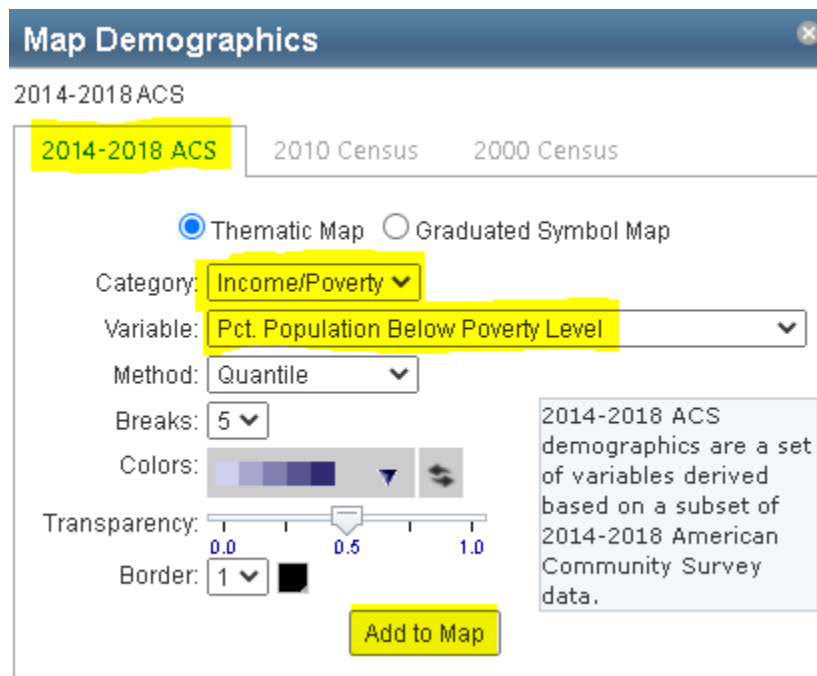 Map Demographics
2014-2018 ACS
2014-2018 ACS 2010 Census 2000 Census
Thematic Map Graduated Symbol Map
Category: Income/Poverty
Variable: Pct. Population Below Poverty Level
Method: Quantile
Breaks: 5
Colors:
Transparency:
0.0 0.5 1.0
Border: 1
2014-2018 ACS
demographics are a set
of variables derived
based on a subset of
2014-2018 American
Community Survey
data.
Add to Map